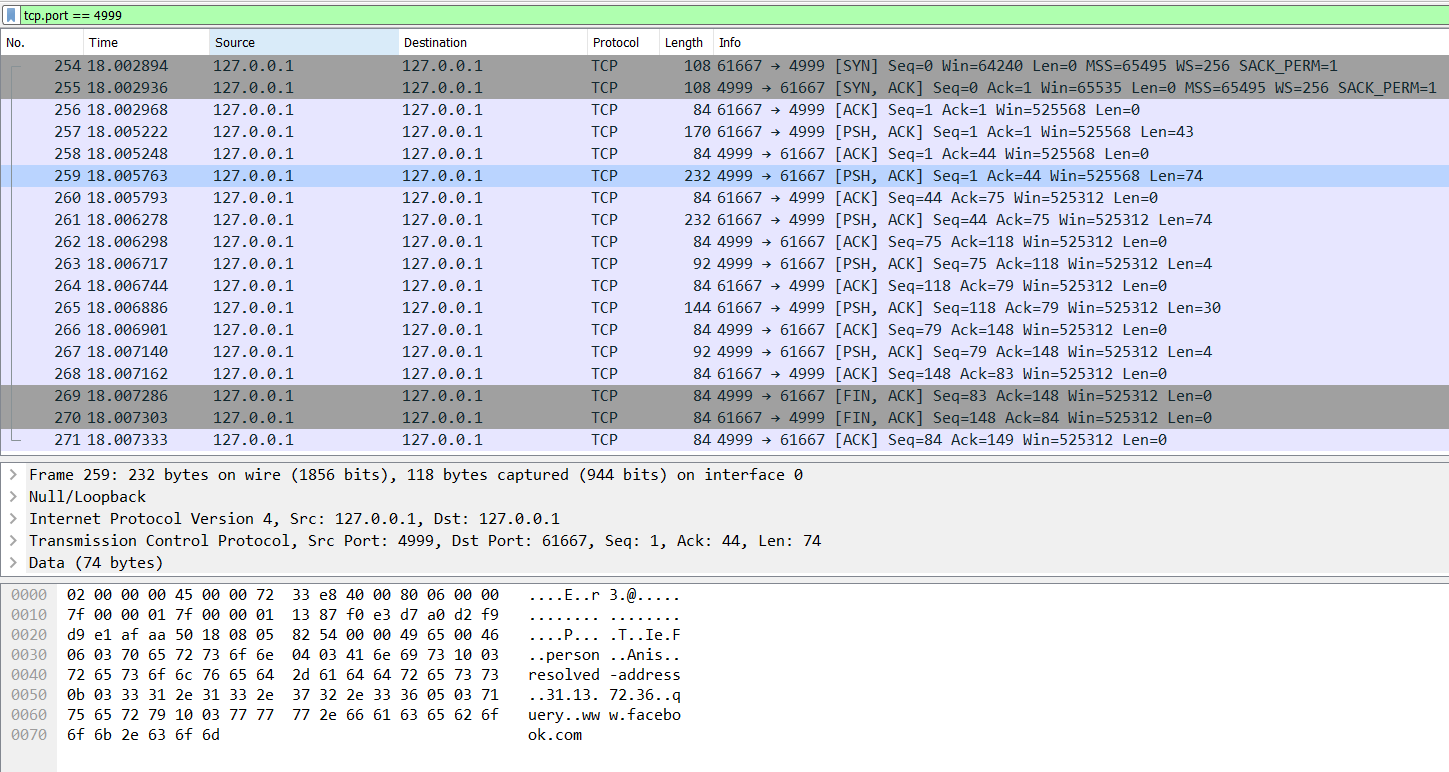 tcp.port == 4999
No. Time Source Destination Protocol Length Info
254 18.002894 127.0.0.1 127.0.0.1 TCP 108 61667 → 4999 [SYN] Seq=0 Win=64240 Len=0 MSS=65495 WS=256 SACK_PERM=1
255 18.002936 127.0.0.1 127.0.0.1 TCP 108 4999 → 61667 [SYN, ACK] Seq=0 Ack=1 Win=65535 Len=0 MSS=65495 WS=256 SACK_PERM=1
256 18.002968 127.0.0.1 127.0.0.1 TCP 84 61667 → 4999 [ACK] Seq=1 Ack=1 Win=525568 Len=0
257 18.005222 127.0.0.1 127.0.0.1 TCP 170 61667 → 4999 [PSH, ACK] Seq=1 Ack=1 Win=525568 Len=43
258 18.005248 127.0.0.1 127.0.0.1 TCP 84 4999 → 61667 [ACK] Seq=1 Ack=44 Win=525568 Len=0
259 18.005763 127.0.0.1 127.0.0.1 TCP 232 4999 → 61667 [PSH, ACK] Seq=1 Ack=44 Win=525568 Len=74
260 18.005793 127.0.0.1 127.0.0.1 TCP 84 61667 → 4999 [ACK] Seq=44 Ack=75 Win=525312 Len=0
261 18.006278 127.0.0.1 127.0.0.1 TCP 232 61667 → 4999 [PSH, ACK] Seq=44 Ack=75 Win=525312 Len=74
262 18.006298 127.0.0.1 127.0.0.1 TCP 84 4999 → 61667 [ACK] Seq=75 Ack=118 Win=525312 Len=0
263 18.006717 127.0.0.1 127.0.0.1 TCP 92 4999 → 61667 [PSH, ACK] Seq=75 Ack=118 Win=525312 Len=4
264 18.006744 127.0.0.1 127.0.0.1 TCP 84 61667 → 4999 [ACK] Seq=118 Ack=79 Win=525312 Len=0
265 18.006886 127.0.0.1 127.0.0.1 TCP 144 61667 → 4999 [PSH, ACK] Seq=118 Ack=79 Win=525312 Len=30
266 18.006901 127.0.0.1 127.0.0.1 TCP 84 4999 → 61667 [ACK] Seq=79 Ack=148 Win=525312 Len=0
267 18.007140 127.0.0.1 127.0.0.1 TCP 92 4999 → 61667 [PSH, ACK] Seq=79 Ack=148 Win=525312 Len=4
268 18.007162 127.0.0.1 127.0.0.1 TCP 84 61667 → 4999 [ACK] Seq=148 Ack=83 Win=525312 Len=0
269 18.007286 127.0.0.1 127.0.0.1 TCP 84 4999 → 61667 [FIN, ACK] Seq=83 Ack=148 Win=525312 Len=0
270 18.007303 127.0.0.1 127.0.0.1 TCP 84 61667 → 4999 [FIN, ACK] Seq=148 Ack=84 Win=525312 Len=0
271 18.007333 127.0.0.1 127.0.0.1 TCP 84 4999 → 61667 [ACK] Seq=84 Ack=149 Win=525312 Len=0
Frame 259: 232 bytes on wire (1856 bits), 118 bytes captured (944 bits) on interface 0
Null/Loopback
Internet Protocol Version 4, Src: 127.0.0.1, Dst: 127.0.0.1
Transmission Control Protocol, Src Port: 4999, Dst Port: 61667, Seq: 1, Ack: 44, Len: 74
Data (74 bytes)
0000 02 00 00 00 45 00 00 72 33 e8 40 00 80 06 00 00 ....E..r 3.@.....
0010 7f 00 00 01 7f 00 00 01 13 87 f0 e3 d7 a0 d2 f9 ........ ........
0020 d9 e1 af aa 50 18 08 05 82 54 00 00 49 65 00 46 ....P... .T..Ie.F
0030 06 03 70 65 72 73 6f 6e 04 03 41 6e 69 73 10 03 ..person ..Anis..
0040 72 65 73 6f 6c 76 65 64 2d 61 64 64 72 65 73 73 resolved -address
0050 0b 03 33 31 2e 31 33 2e 37 32 2e 33 36 05 03 71 ..31.13. 72.36..q
0060 75 65 72 79 10 03 77 77 77 2e 66 61 63 65 62 6f uery..ww w.facebo
0070 6f 6b 2e 63 6f 6d ok.com